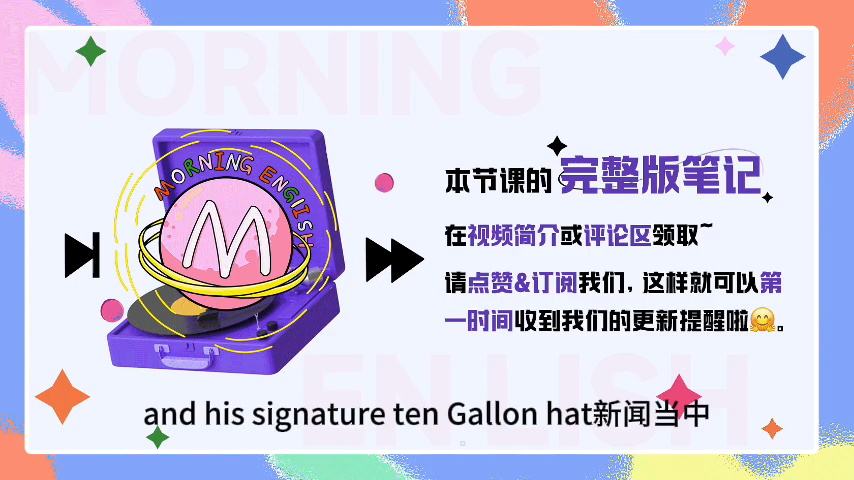 MORNING
MORNING ENGLISH
M
本节课的 完整版笔记
在视频简介或评论区领取~
请点赞&订阅我们，这样就可以第
一时间收到我们的更新提醒啦🤗。
EN LISH
and his signature ten Gallon hat新闻当中